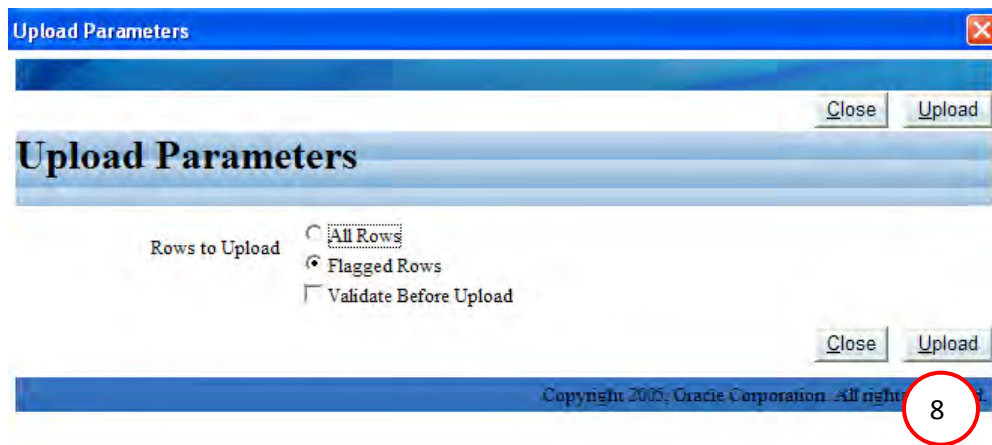 Upload Parameters
Close Upload
Upload Parameters
Rows to Upload
All Rows
Flagged Rows
Validate Before Upload
Close Upload
Copyright 2005, Oracle Corporation. All
8